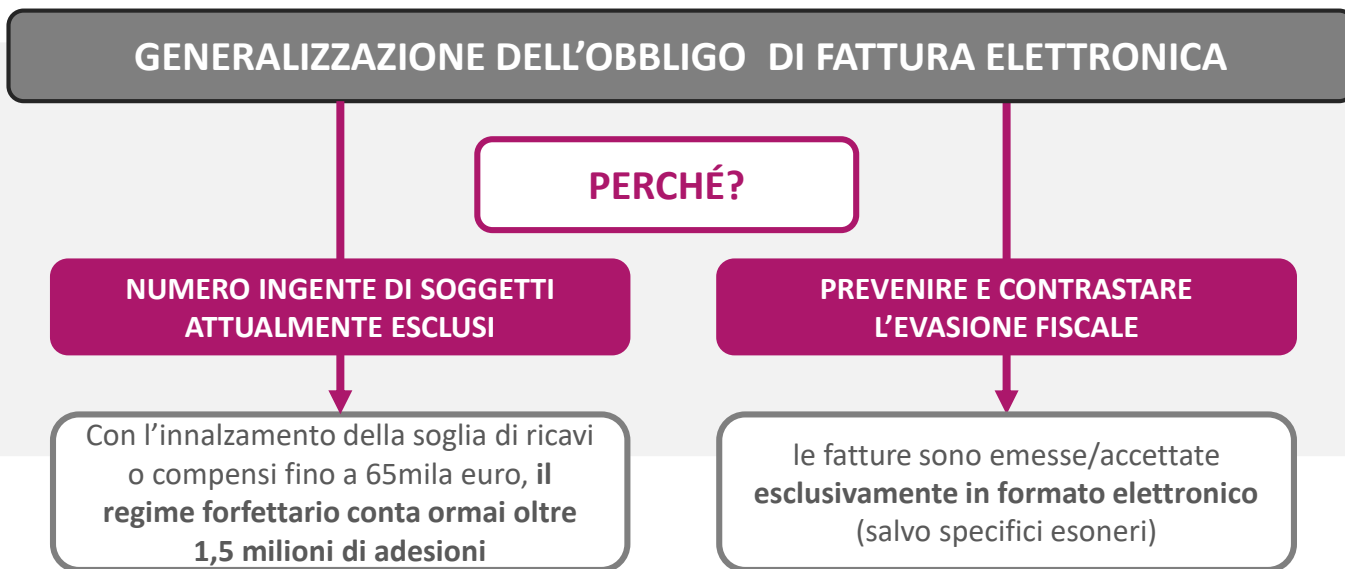 GENERALIZZAZIONE DELL’OBBLIGO DI FATTURA ELETTRONICA
PERCHÉ?
NUMERO INGENTE DI SOGGETTI
ATTUALMENTE ESCLUSI
Con l’innalzamento della soglia di ricavi
o compensi fino a 65mila euro, il
regime forfettario conta ormai oltre
1,5 milioni di adesioni
PREVENIRE E CONTRASTARE
L’EVASIONE FISCALE
le fatture sono emesse/accettate
esclusivamente in formato elettronico
(salvo specifici esoneri)